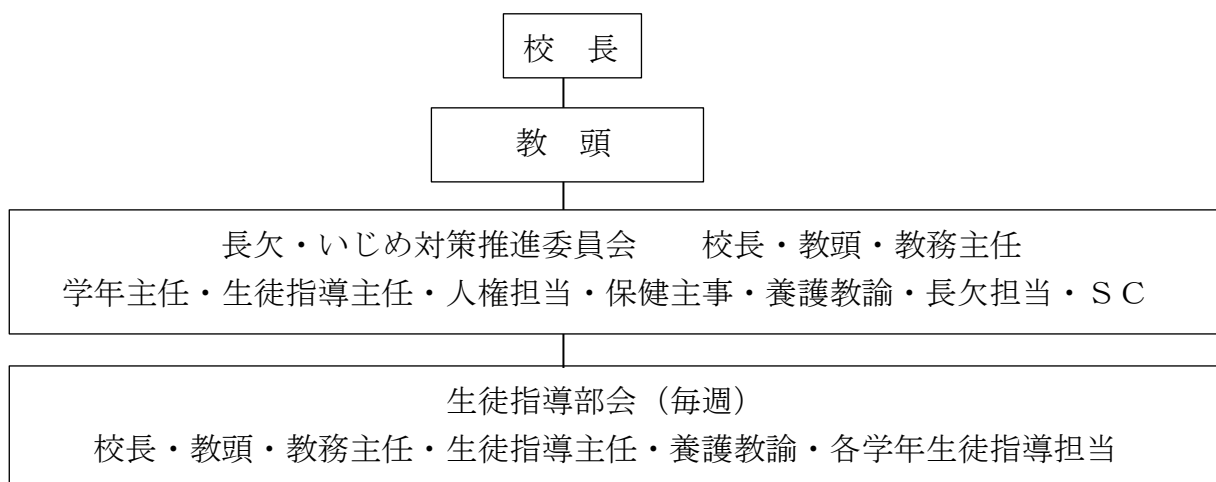 校　長
教　頭
長欠・いじめ対策推進委員会　　校長・教頭・教務主任
学年主任・生徒指導主任・人権担当・保健主事・養護教諭・長欠担当・ＳＣ
生徒指導部会（毎週）
校長・教頭・教務主任・生徒指導主任・養護教諭・各学年生徒指導担当